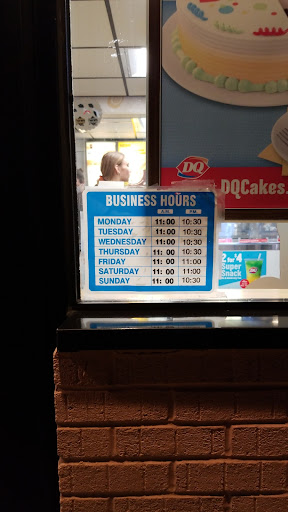 DQ
DQCakes.
BUSINESS HOURS
A.M. P.M.
MONDAY 11:00 10:30
TUESDAY 11:00 10:30
WEDNESDAY 11:00 10:30
THURSDAY 11:00 10:30
FRIDAY 11:00 11:00
SATURDAY 11:00 11:00
SUNDAY 11:00 10:30
2 for $4
Super
Snack